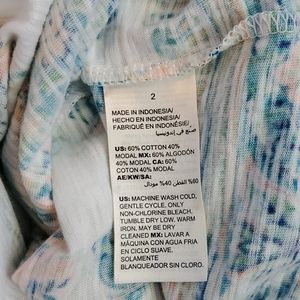 2
MADE IN INDONESIA/
HECHO EN INDONESIA/
FABRIQUÉ EN INDONÉSIE/
صنع في إندونيسيا
US: 60% COTTON 40%
MODAL MX: 60% ALGODÓN
40% MODAL CA: 60%
COTON 40% MODAL
AE/KW/SA:
60% القطن 40% مودال
US: MACHINE WASH COLD,
GENTLE CYCLE, ONLY
NON-CHLORINE BLEACH,
TUMBLE DRY LOW. WARM
IRON, MAY BE DRY
CLEANED MX: LAVAR A
MÁQUINA CON AGUA FRIA
EN CICLO SUAVE.
SOLAMENTE
BLANQUEADOR SIN CLORO.